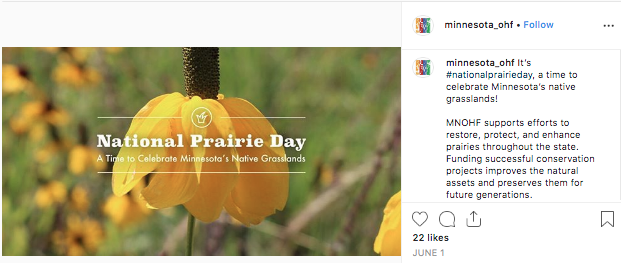 National Prairie Day
A Time to Celebrate Minnesota's Native Grasslands
minnesota_ohf • Follow
minnesota_ohf It's
#nationalprairieday, a time to
celebrate Minnesota's native
grasslands!
MNOHF supports efforts to
restore, protect, and enhance
prairies throughout the state.
Funding successful conservation
projects improves the natural
assets and preserves them for
future generations.
22 likes
JUNE 1